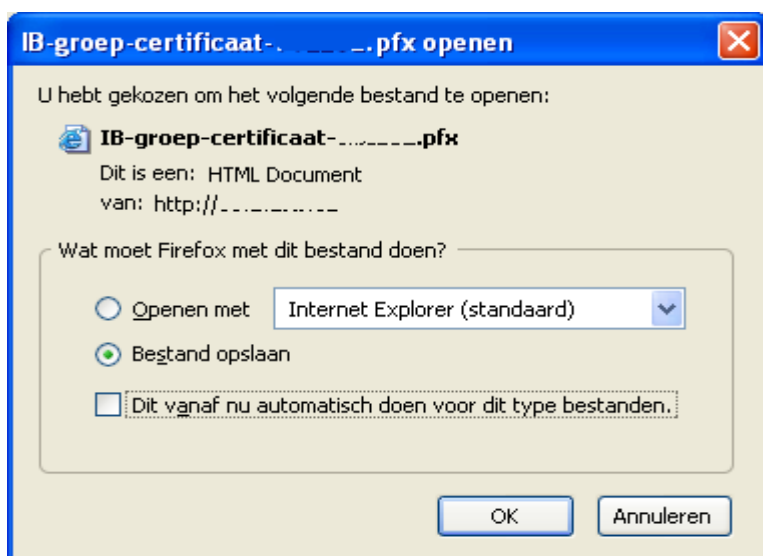 IB-groep-certificaat- .pfx openen
U hebt gekozen om het volgende bestand te openen:
IB-groep-certificaat- .pfx
Dit is een: HTML Document
van: http://
Wat moet Firefox met dit bestand doen?
Openen met Internet Explorer (standaard)
Bestand opslaan
Dit vanaf nu automatisch doen voor dit type bestanden.
OK Annuleren